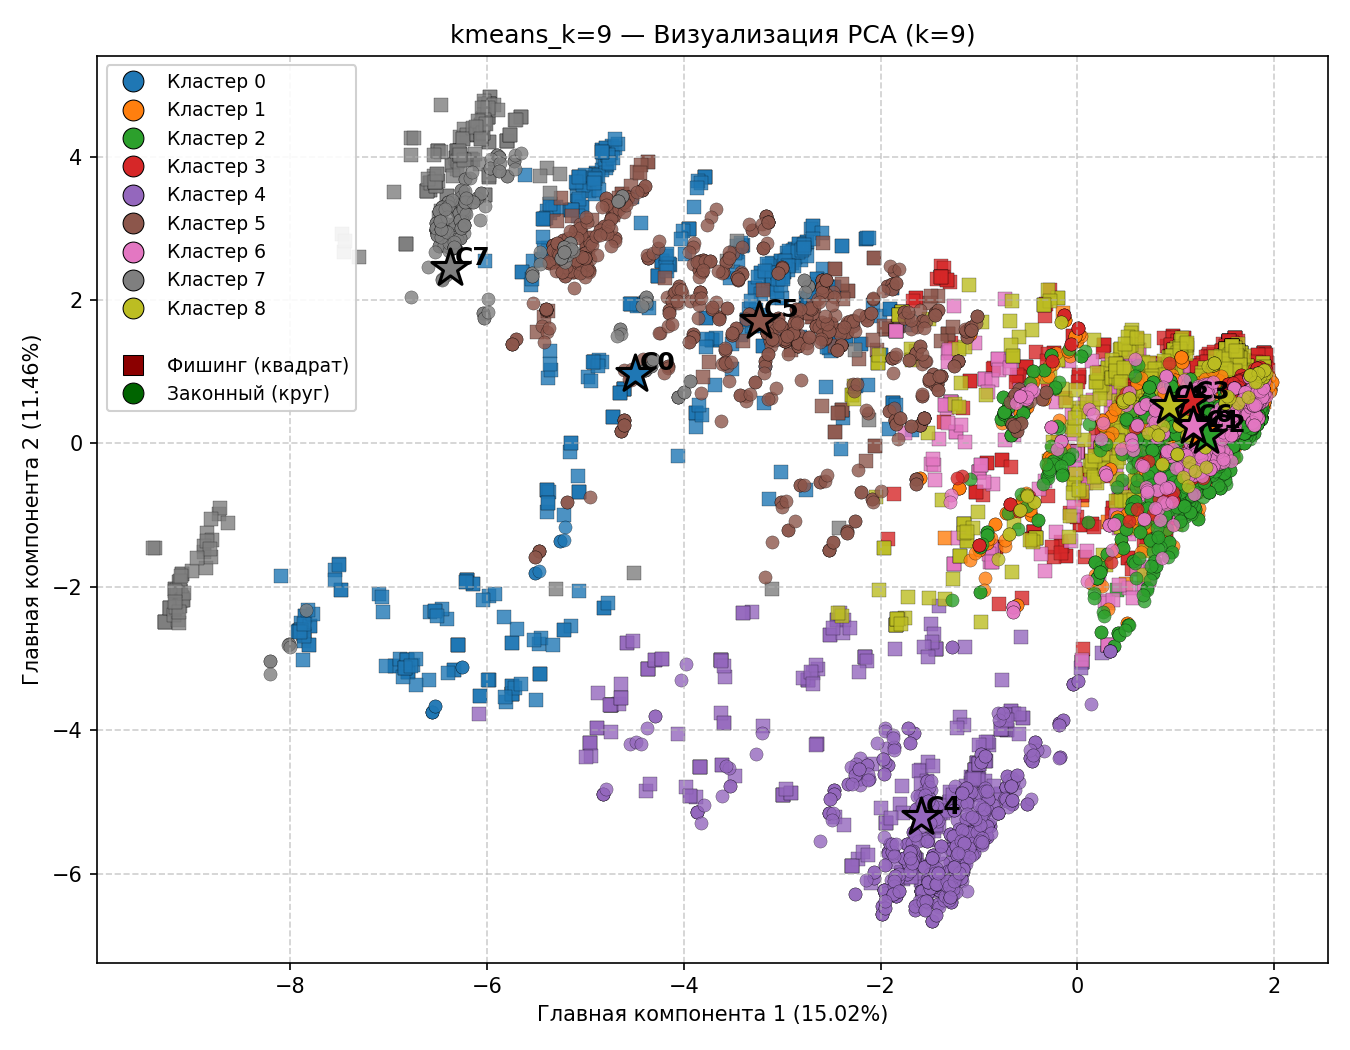 kmeans_k=9 — Визуализация PCA (k=9)
Кластер 0
Кластер 1
Кластер 2
Кластер 3
Кластер 4
Кластер 5
Кластер 6
Кластер 7
Кластер 8
Фишинг (квадрат)
Законный (круг)
C7
C5
C0
C3
C4
4
2
0
−2
−4
−6
Главная компонента 2 (11.46%)
−8
−6
−4
−2
0
2
Главная компонента 1 (15.02%)